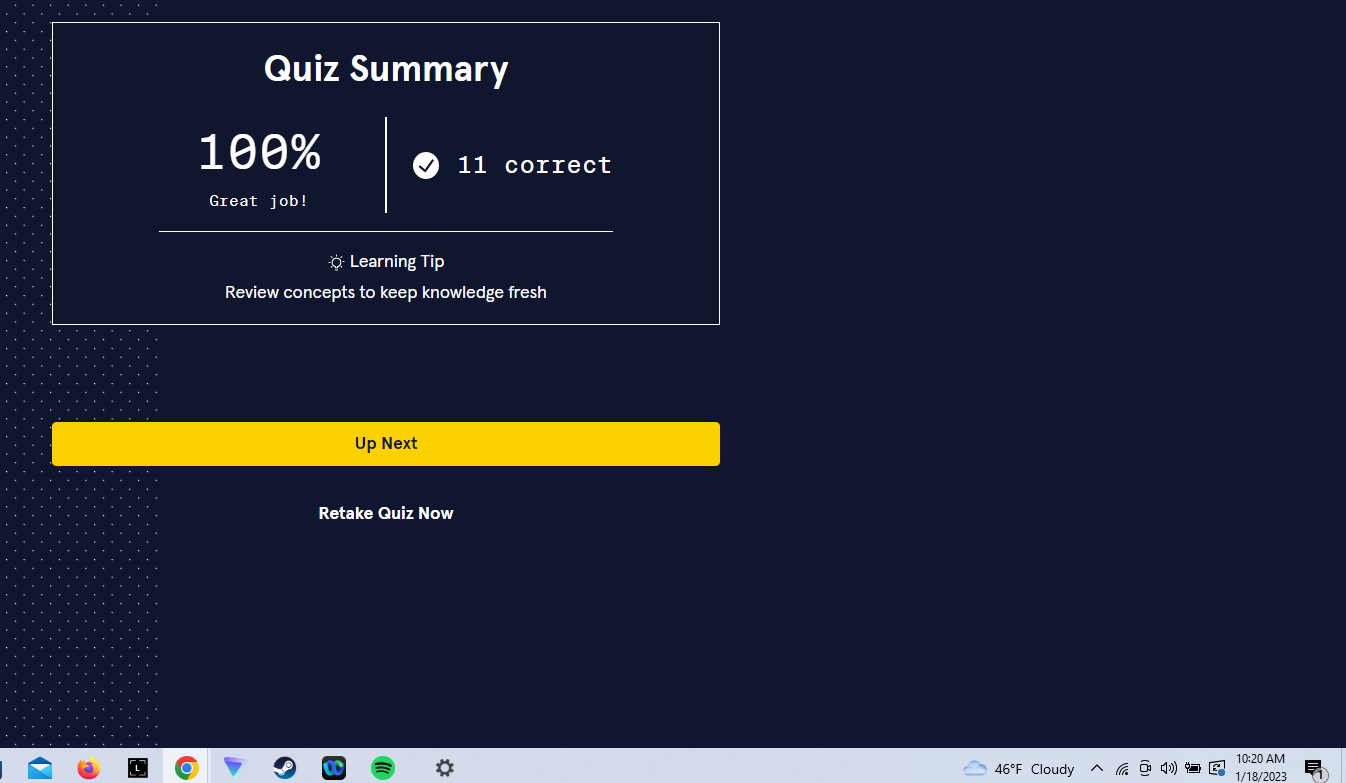 Quiz Summary
100%
Great job!
11 correct
Learning Tip
Review concepts to keep knowledge fresh
Up Next
Retake Quiz Now
L
46°F Cloudy
10:20 AM
1/18/2023
1